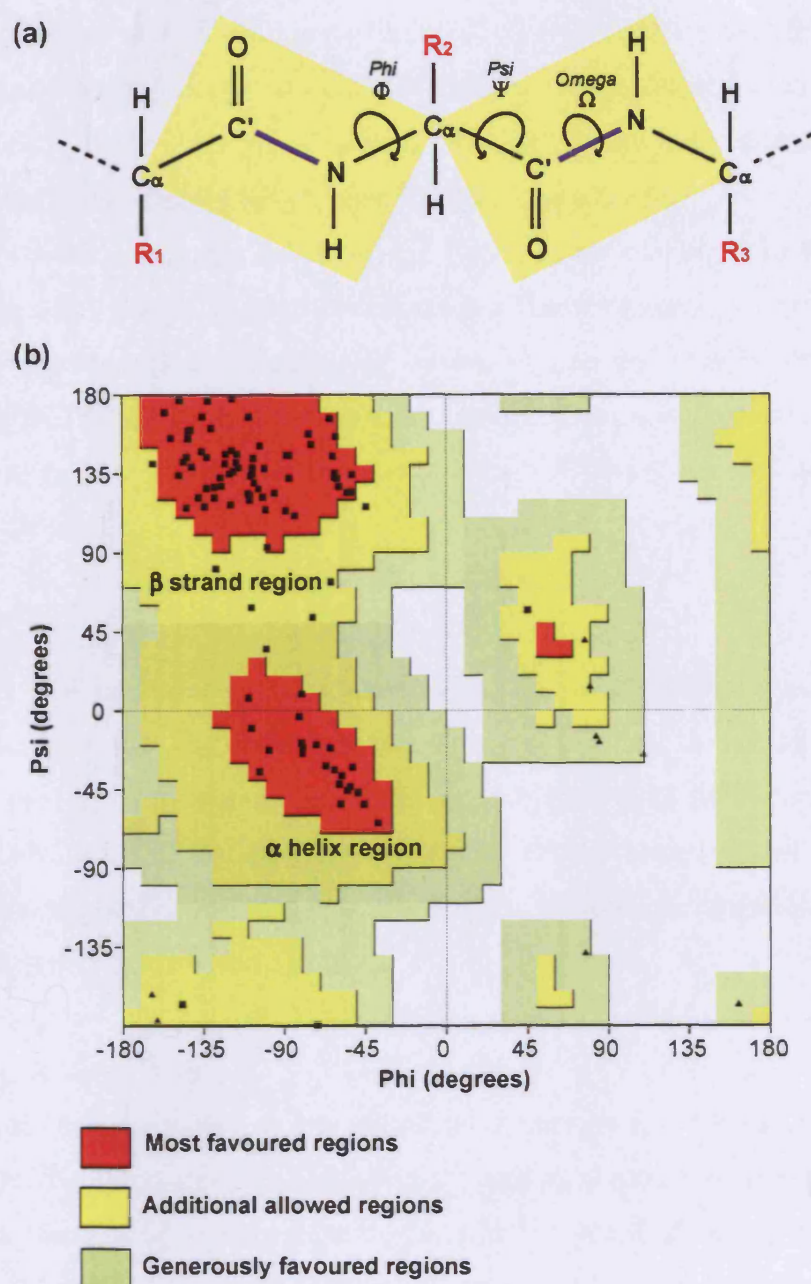 (a)
O
R2
H
H
Phi
Φ
Psi
Ψ
Omega
Ω
N
H
C'
Cα
Cα
N
C'
Cα
R1
H
H
O
R3
(b)
180
135
90
β strand region
45
Psi (degrees)
0
-45
α helix region
-90
-135
-180 -135 -90 -45 0 45 90 135 180
Phi (degrees)
Most favoured regions
Additional allowed regions
Generously favoured regions